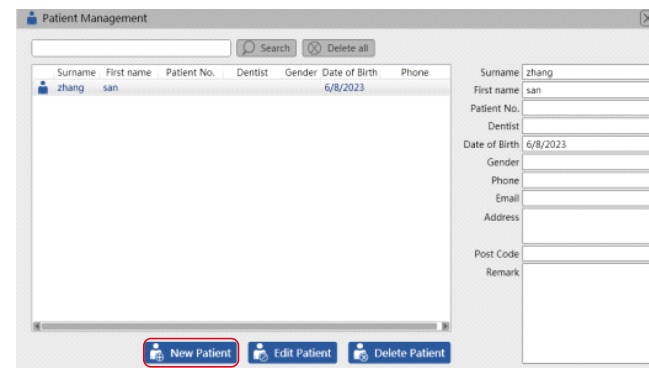 Patient Management
Search Delete all
Surname First name Patient No. Dentist Gender Date of Birth Phone
zhang san 6/8/2023
Surname zhang
First name san
Patient No.
Dentist
Date of Birth 6/8/2023
Gender
Phone
Email
Address
Post Code
Remark
New Patient Edit Patient Delete Patient